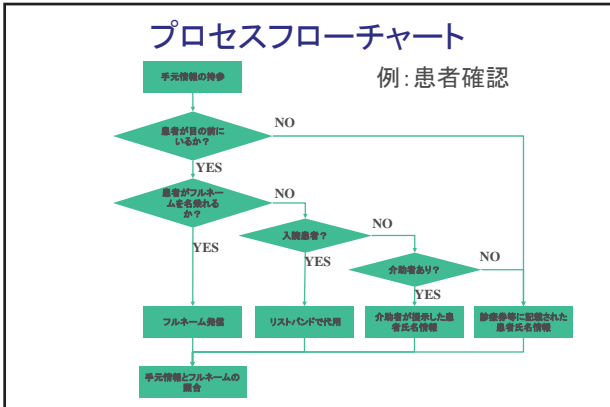 プロセスフローチャート
例：患者確認
手元情報の持参
患者が目の前に
いるか？
NO
YES
患者がフルネー
ムを名乗れる
か？
NO
YES
入院患者？
NO
YES
介助者あり？
NO
YES
フルネーム発信
リストバンドで代用
介助者が提示した患
者氏名情報
診療券等に記載された
患者氏名情報
手元情報とフルネームの
照合